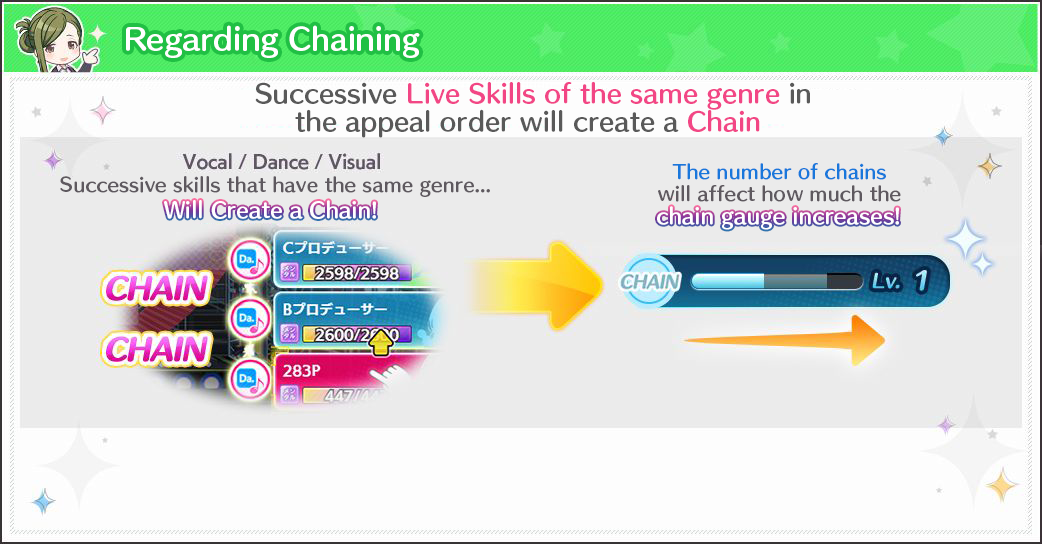 Regarding Chaining
Successive Live Skills of the same genre in
the appeal order will create a Chain
Vocal / Dance / Visual
Successive skills that have the same genre...
Will Create a Chain!
The number of chains
will affect how much the
chain gauge increases!
Da.
Cプロデューサー
2598/2598
CHAIN
Da.
Bプロデューサー
CHAIN
Da.
283P
CHAIN
Lv. 1